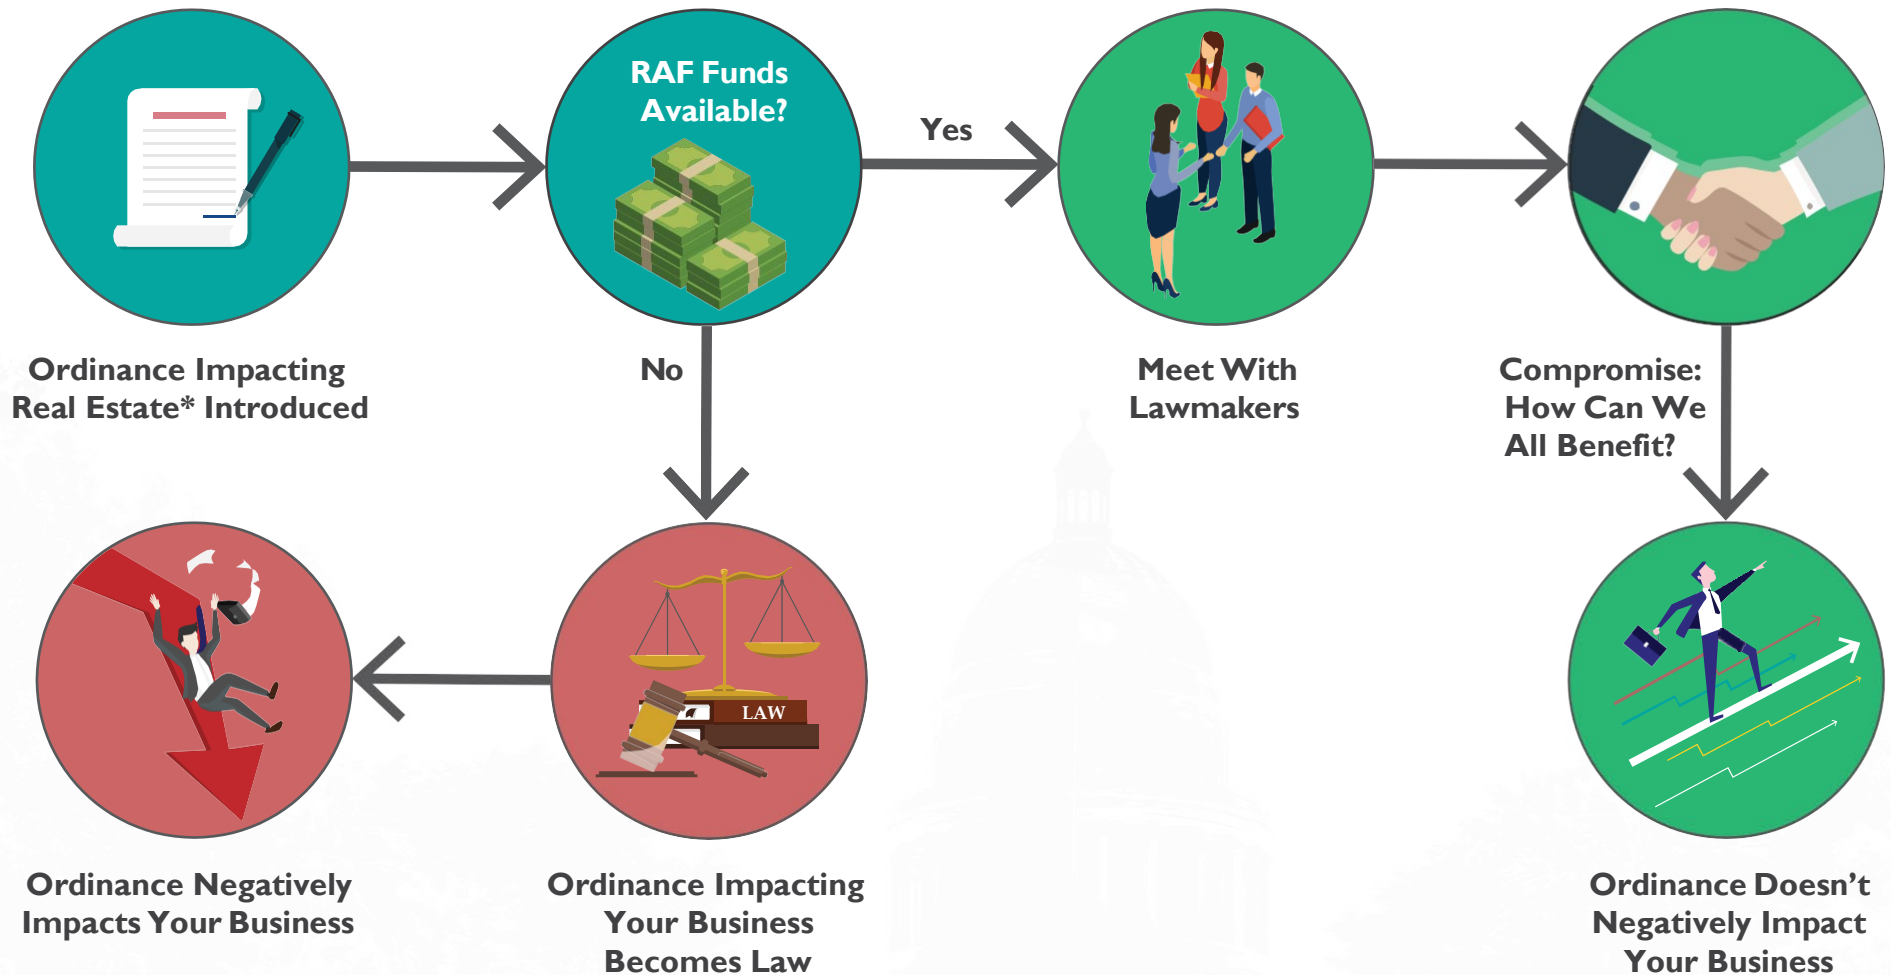 RAF Funds
Available?
Yes
Ordinance Impacting
Real Estate* Introduced
No
Meet With
Lawmakers
Compromise:
How Can We
All Benefit?
LAW
Ordinance Negatively
Impacts Your Business
Ordinance Impacting
Your Business
Becomes Law
Ordinance Doesn’t
Negatively Impact
Your Business